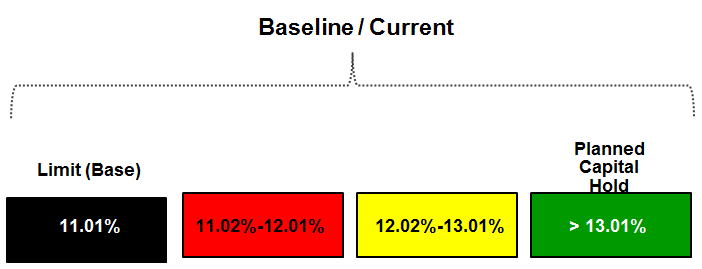 Baseline / Current
Limit (Base)
Planned
Capital
Hold
11.01%
11.02%-12.01%
12.02%-13.01%
> 13.01%